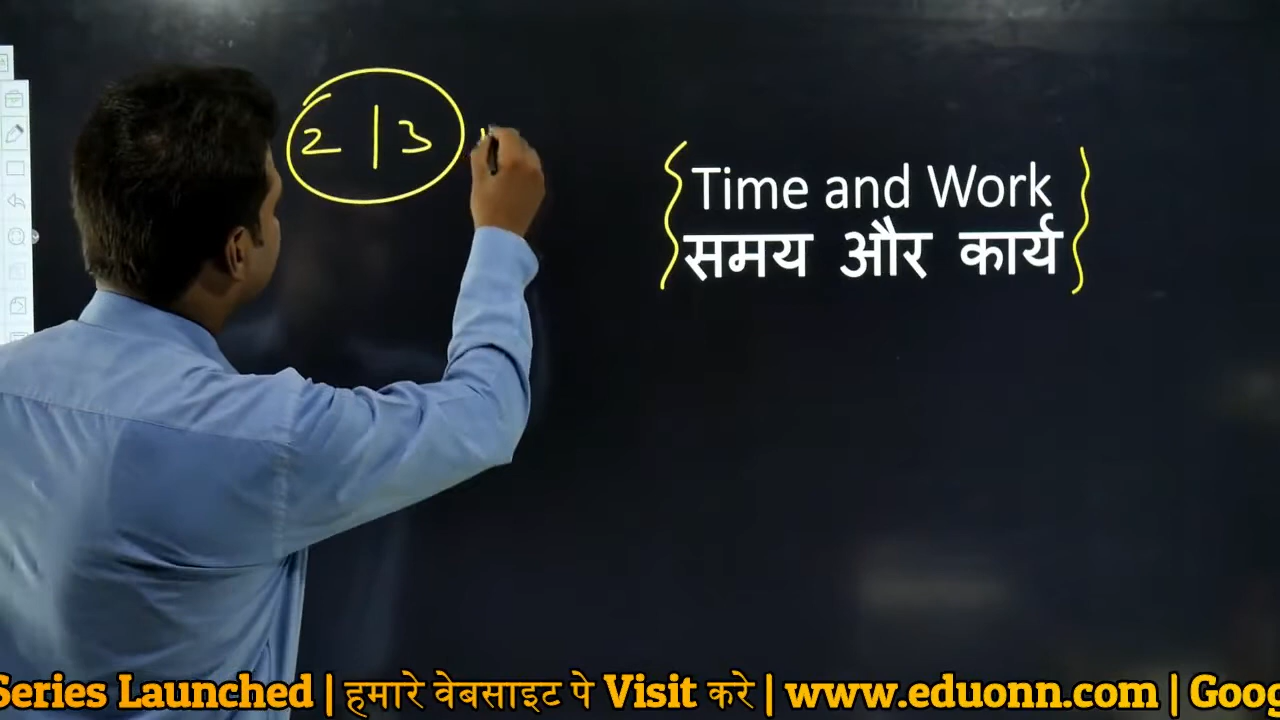 2 | 3
Time and Work
समय और कार्य
Series Launched | हमारे वेबसाइट पे Visit करे | www.eduonn.com | Goog